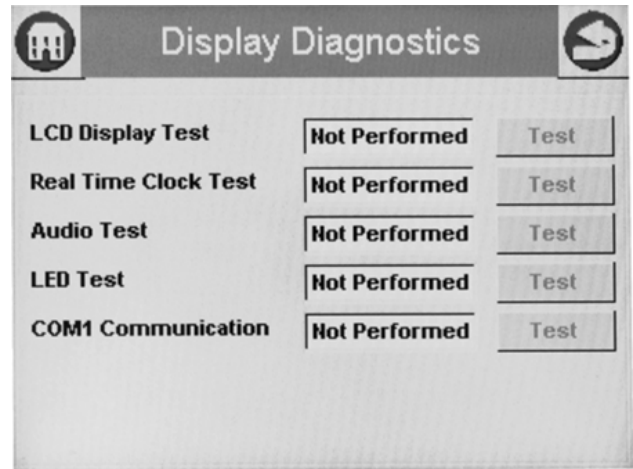 Display Diagnostics
LCD Display Test Not Performed Test
Real Time Clock Test Not Performed Test
Audio Test Not Performed Test
LED Test Not Performed Test
COM1 Communication Not Performed Test